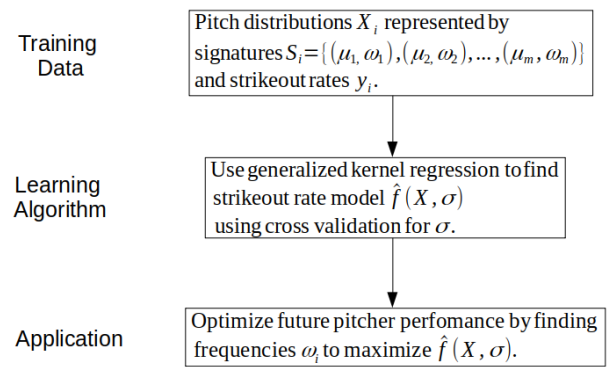 Training
Data
Pitch distributions X_i represented by
signatures S_i={(μ_1, ω_1),(μ_2, ω_2),...,(μ_m, ω_m)}
and strikeout rates y_i.
Learning
Algorithm
Use generalized kernel regression to find
strikeout rate model f̂(X,σ)
using cross validation for σ.
Application
Optimize future pitcher perfomance by finding
frequencies ω_i to maximize f̂(X,σ).